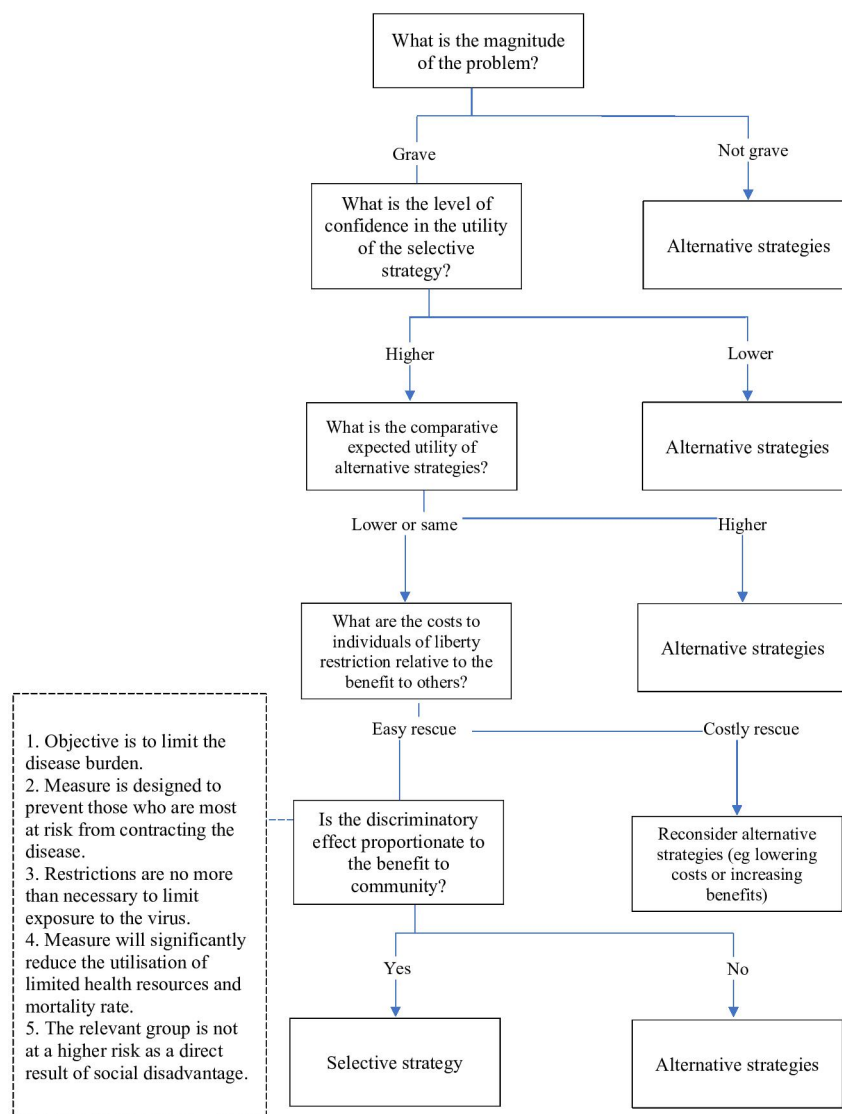 What is the magnitude
of the problem?
Grave
Not grave
What is the level of
confidence in the utility
of the selective
strategy?
Alternative strategies
Higher
Lower
What is the comparative
expected utility of
alternative strategies?
Alternative strategies
Lower or same
Higher
What are the costs to
individuals of liberty
restriction relative to the
benefit to others?
Alternative strategies
Easy rescue
Costly rescue
1. Objective is to limit the
disease burden.
2. Measure is designed to
prevent those who are most
at risk from contracting the
disease.
3. Restrictions are no more
than necessary to limit
exposure to the virus.
4. Measure will significantly
reduce the utilisation of
limited health resources and
mortality rate.
5. The relevant group is not
at a higher risk as a direct
result of social disadvantage.
Is the discriminatory
effect proportionate to
the benefit to
community?
Reconsider alternative
strategies (eg lowering
costs or increasing
benefits)
Yes
No
Selective strategy
Alternative strategies